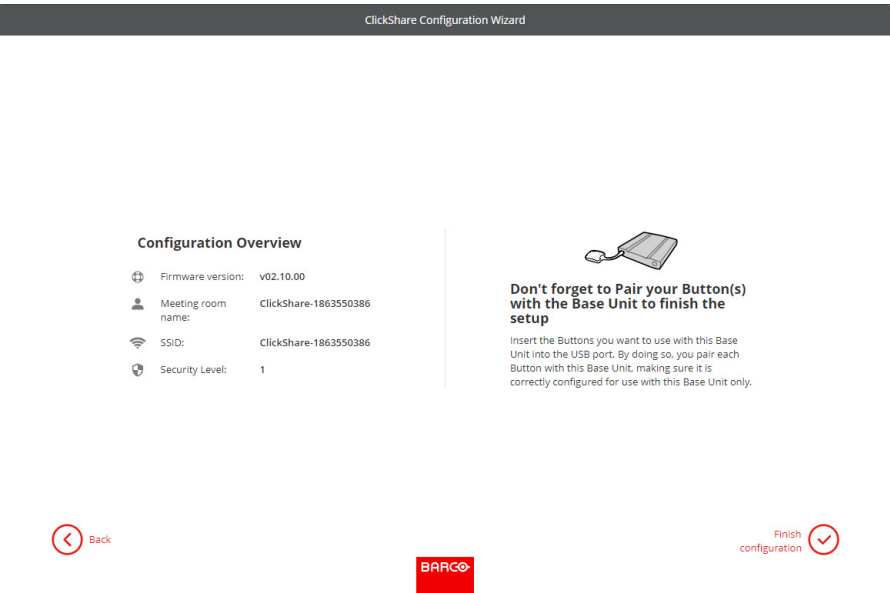 ClickShare Configuration Wizard
Configuration Overview
Firmware version: v02.10.00
Meeting room name: ClickShare-1863550386
SSID: ClickShare-1863550386
Security Level: 1
Don't forget to Pair your Button(s)
with the Base Unit to finish the
setup
Insert the Buttons you want to use with this Base
Unit into the USB port. By doing so, you pair each
Button with this Base Unit, making sure it is
correctly configured for use with this Base Unit only.
Back
Finish
configuration
BARCO